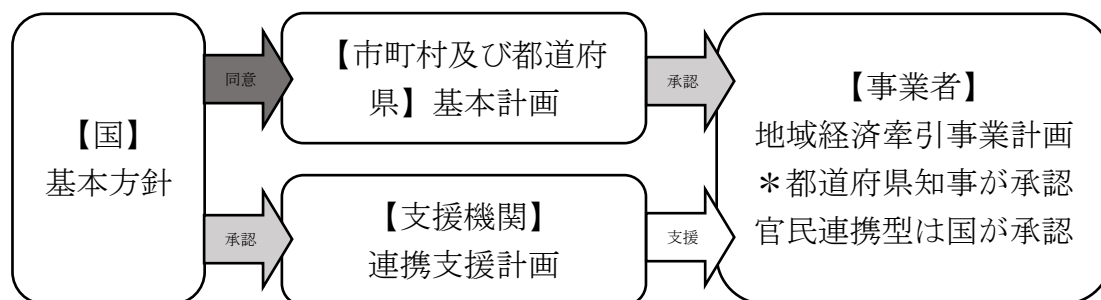 【国】
基本方針
同意
【市町村及び都道府
県】基本計画
承認
承認
【支援機関】
連携支援計画
支援
【事業者】
地域経済牽引事業計画
＊都道府県知事が承認
官民連携型は国が承認